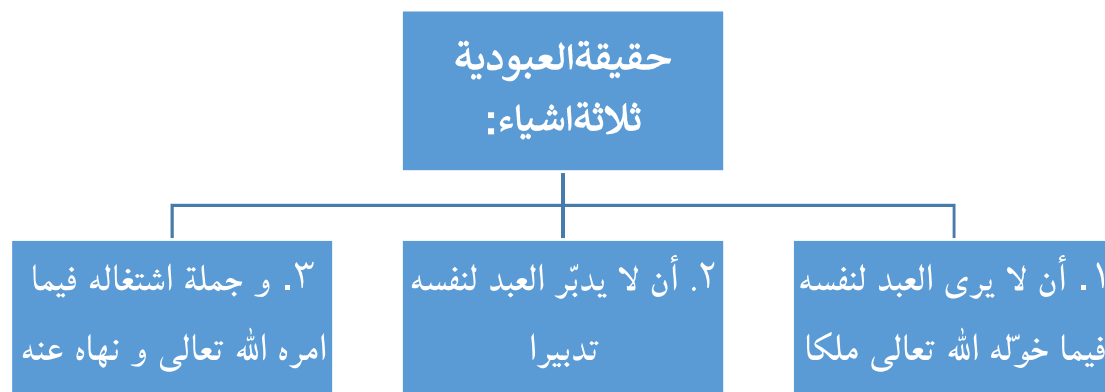 حقيقةالعبودية
ثلاثةاشياء:
١. أن لا يرى العبد لنفسه
فيما خوّله الله تعالى ملكا
٢. أن لا يدبّر العبد لنفسه
تدبيرا
٣. و جملة اشتغاله فيما
امره الله تعالى و نهاه عنه